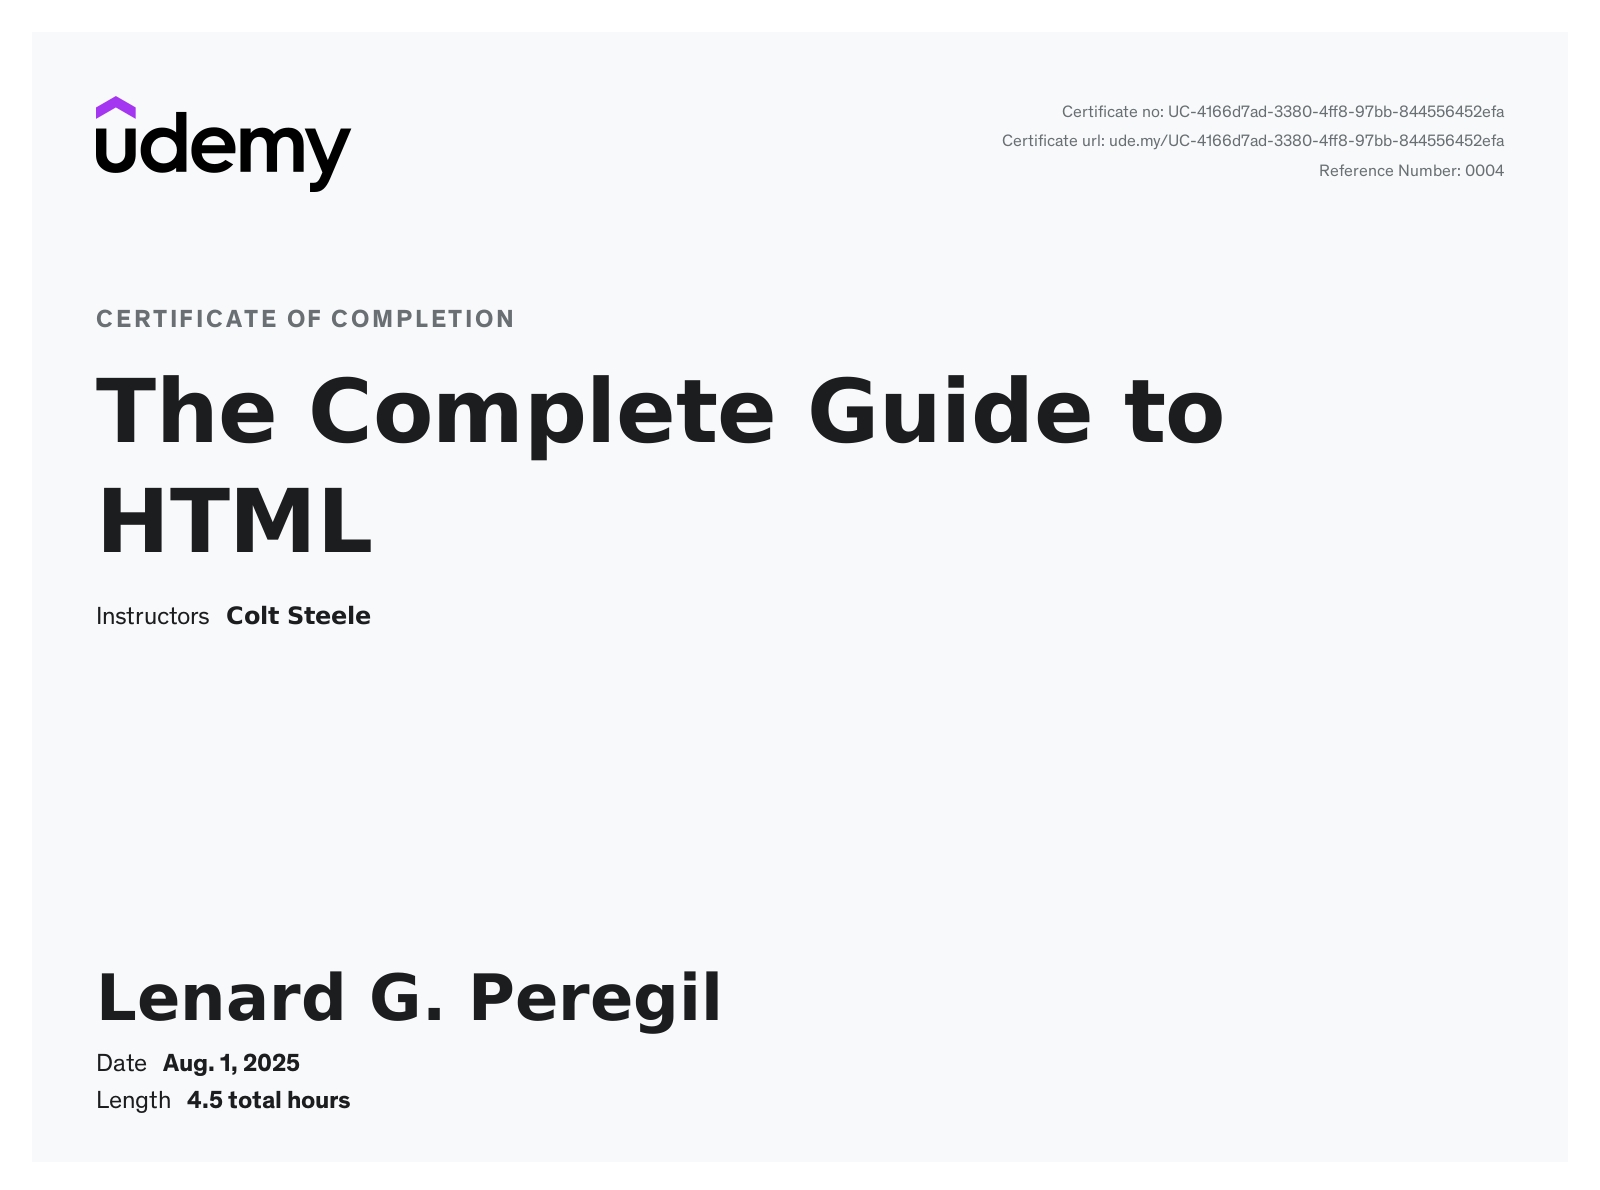 udemy
Certificate no: UC-4166d7ad-3380-4ff8-97bb-844556452efa
Certificate url: ude.my/UC-4166d7ad-3380-4ff8-97bb-844556452efa
Reference Number: 0004
CERTIFICATE OF COMPLETION
The Complete Guide to
HTML
Instructors Colt Steele
Lenard G. Peregil
Date Aug. 1, 2025
Length 4.5 total hours